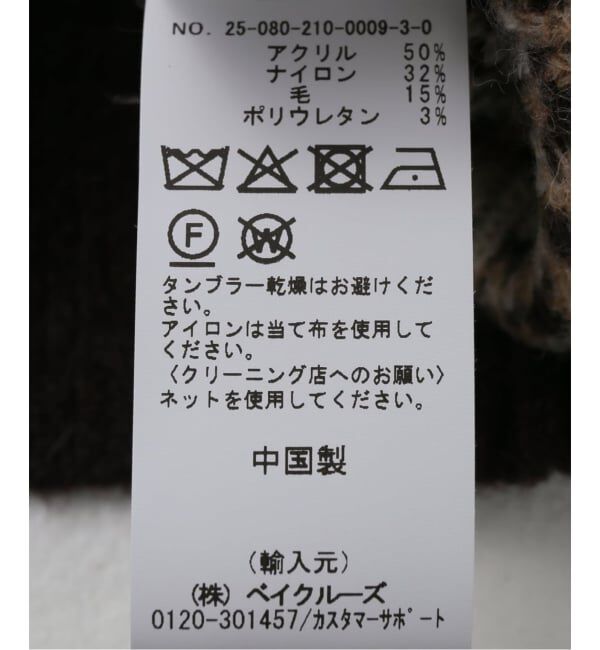 NO. 25-080-210-0009-3-0
アクリル 50%
ナイロン 32%
毛 15%
ポリウレタン 3%
F W
タンブラー乾燥はお避けくだ
さい。
アイロンは当て布を使用して
ください。
〈クリーニング店へのお願い〉
ネットを使用してください。
中国製
(輸入元)
(株) ベイクルーズ
0120-301457/カスタマーサポート